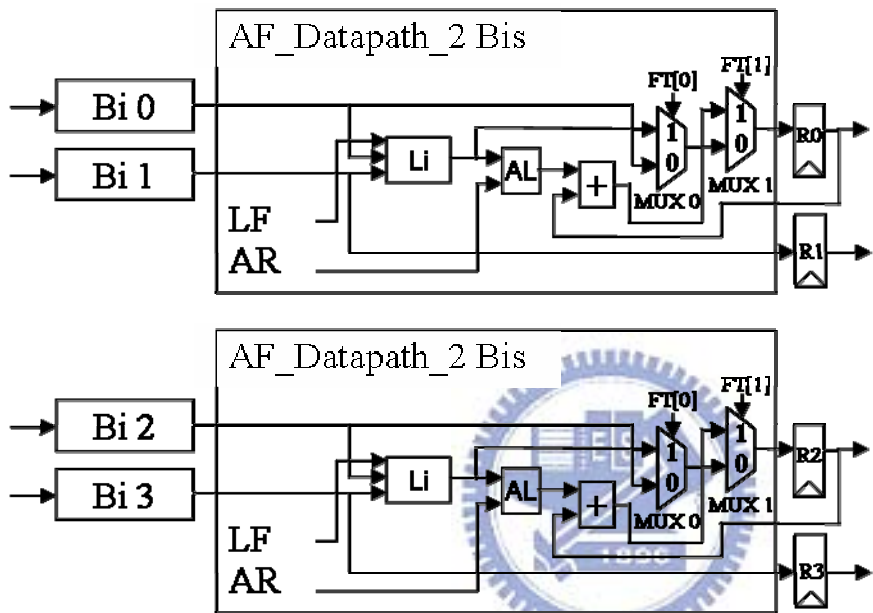 AF_Datapath_2 Bis
FT[0]
FT[1]
Bi 0
1
0
1
0
R0
Bi 1
Li
AL
+
MUX 0
MUX 1
LF
AR
R1
AF_Datapath_2 Bis
FT[0]
FT[1]
Bi 2
1
0
1
0
R2
Bi 3
Li
AL
+
MUX 0
MUX 1
LF
AR
1896
R3